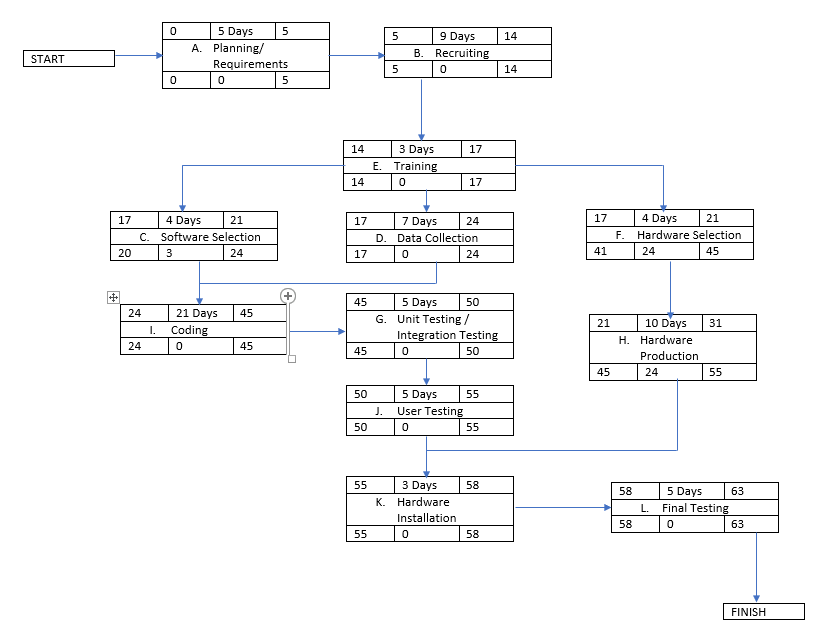 START
0 5 Days 5
A. Planning/
Requirements
0 0 5
5 9 Days 14
B. Recruiting
5 0 14
14 3 Days 17
E. Training
14 0 17
17 4 Days 21
C. Software Selection
20 3 24
17 7 Days 24
D. Data Collection
17 0 24
17 4 Days 21
F. Hardware Selection
41 24 45
24 21 Days 45
I. Coding
24 0 45
45 5 Days 50
G. Unit Testing /
Integration Testing
45 0 50
21 10 Days 31
H. Hardware
Production
45 24 55
50 5 Days 55
J. User Testing
50 0 55
55 3 Days 58
K. Hardware
Installation
55 0 58
58 5 Days 63
L. Final Testing
58 0 63
FINISH